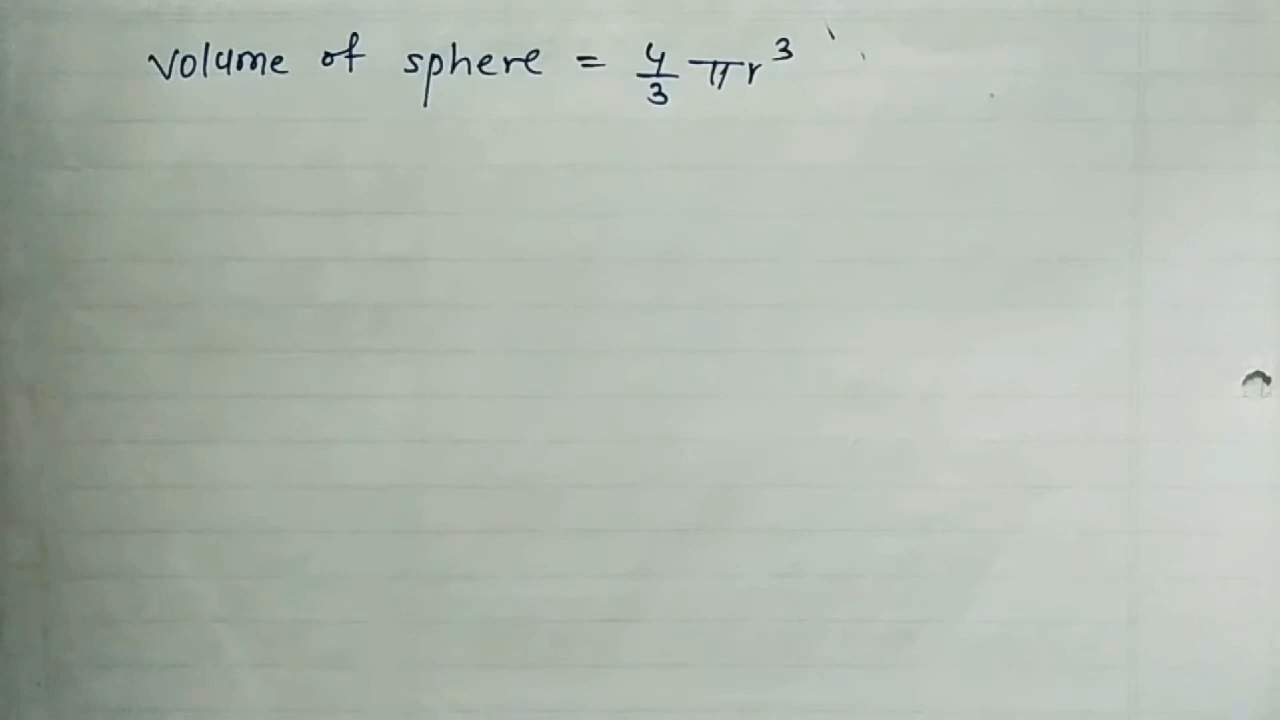 volume of sphere = 4/3 πr³